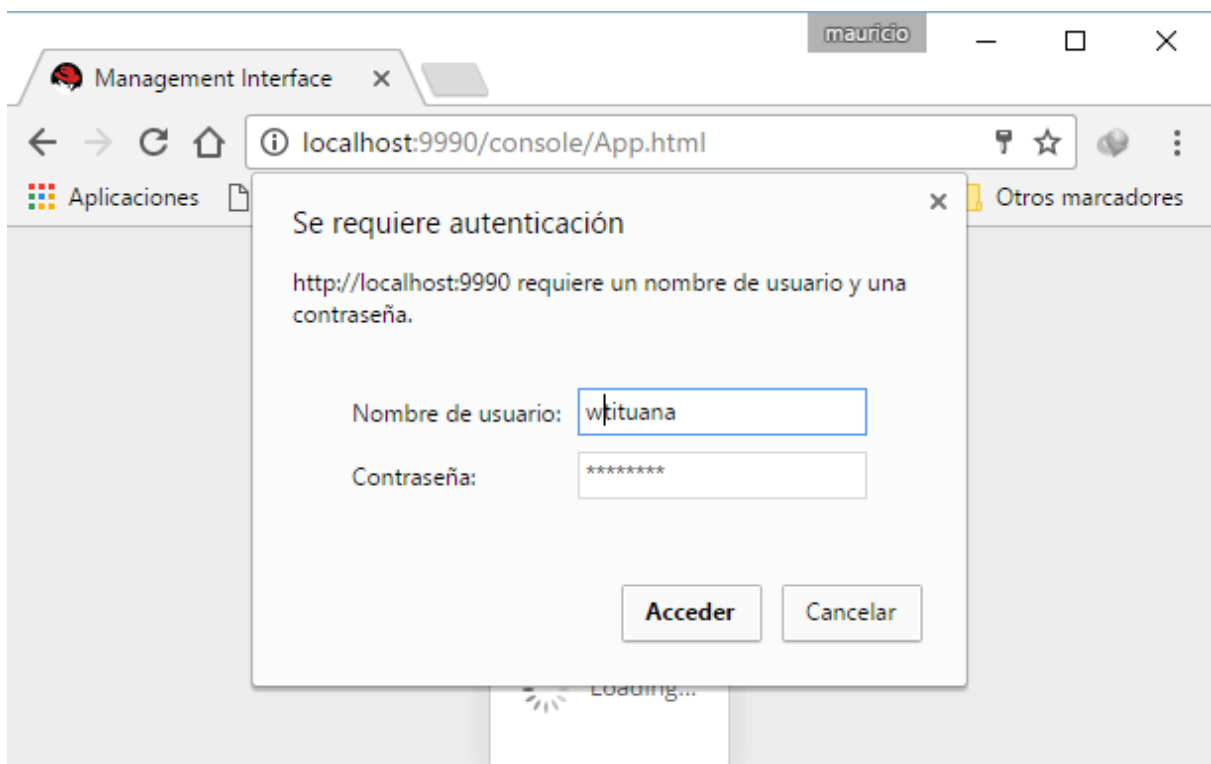 mauricio
Management Interface
localhost:9990/console/App.html
Aplicaciones
Otros marcadores
Se requiere autenticación
http://localhost:9990 requiere un nombre de usuario y una
contraseña.
Nombre de usuario: wtituana
Contraseña: ********
Acceder Cancelar
Loading...